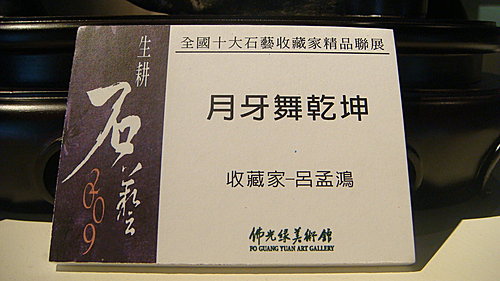 生耕
石藝
2009
全國十大石藝收藏家精品聯展
月牙舞乾坤
收藏家-呂孟鴻
佛光緣美術館
FO GUANG YUAN ART GALLERY